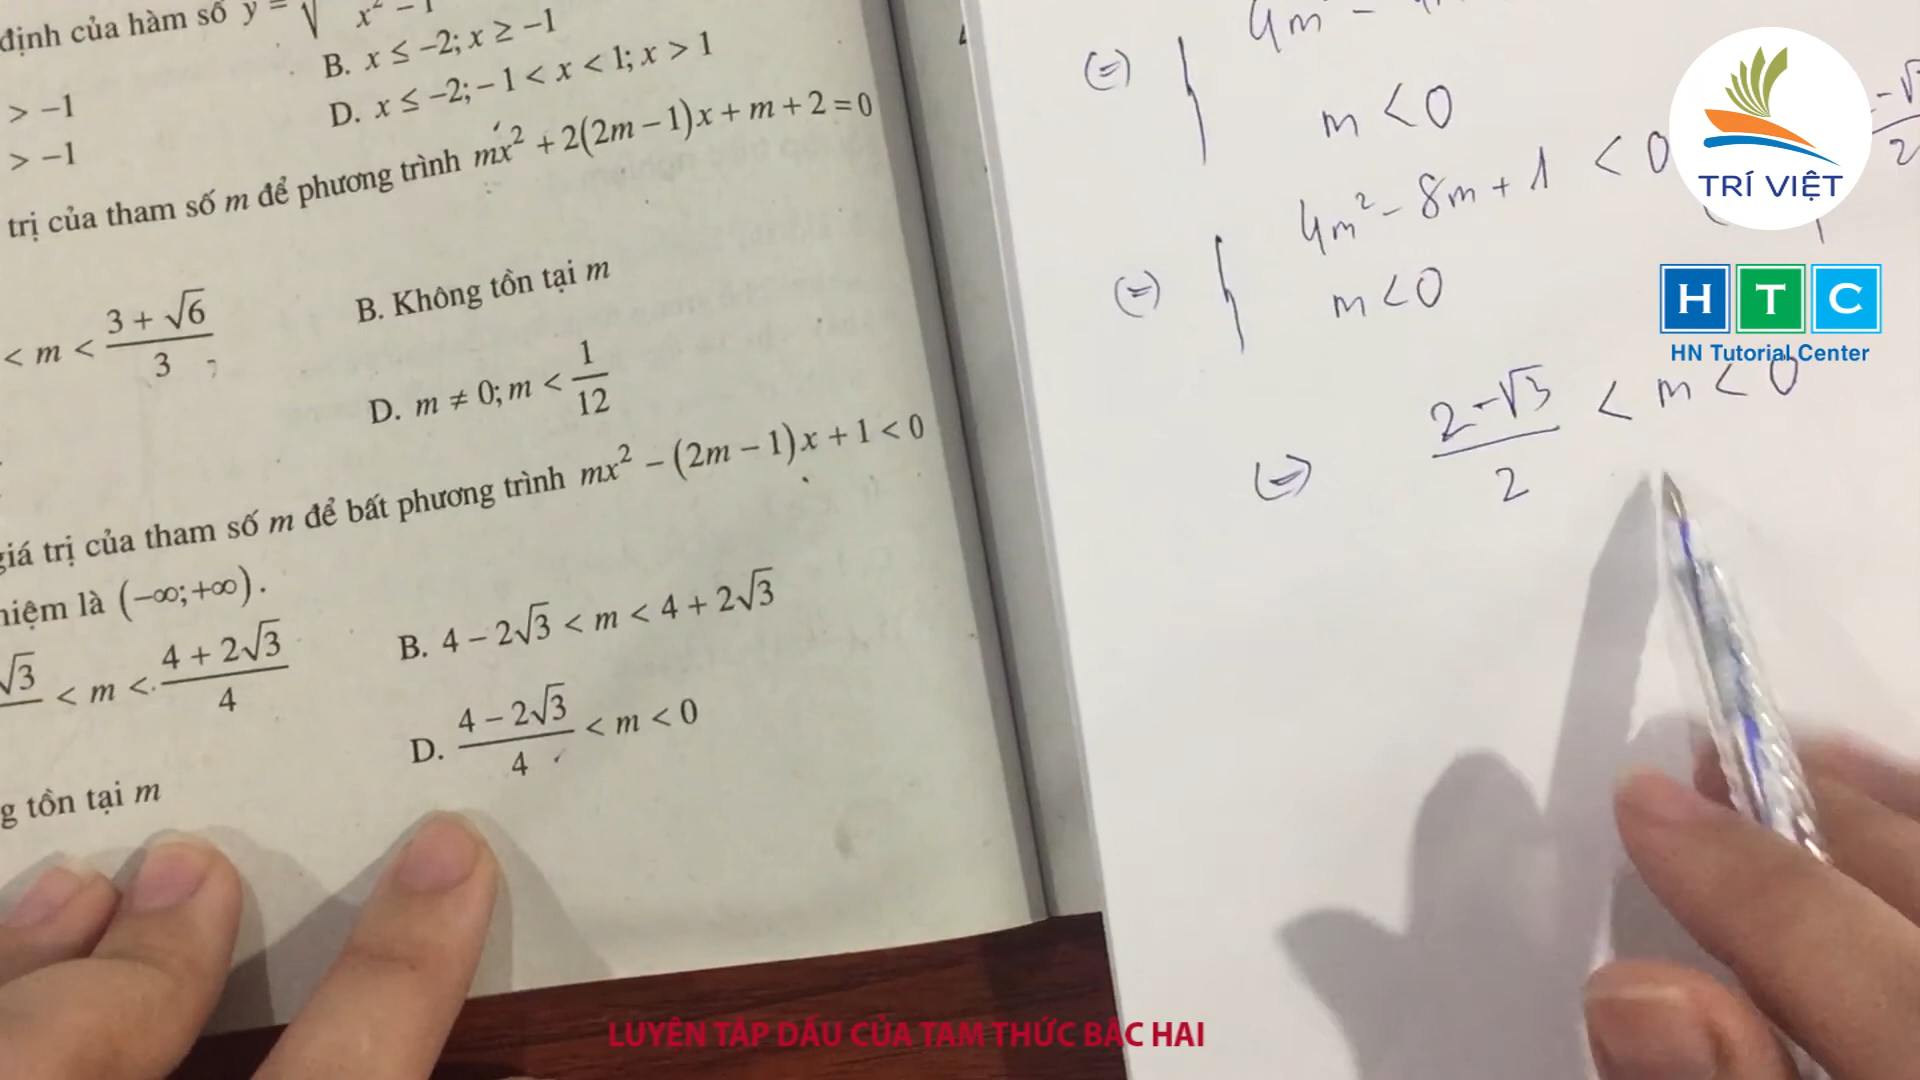 định của hàm số y = √ x² − 1
B. x ≤ −2; x ≥ −1
> −1
D. x ≤ −2; −1 < x < 1; x > 1
> −1
trị của tham số m để phương trình mx² + 2(2m − 1)x + m + 2 = 0
B. Không tồn tại m
< m < (3 + √6)/3
D. m ≠ 0; m < 1/12
giá trị của tham số m để bất phương trình mx² − (2m − 1)x + 1 < 0
hiệm là (−∞; +∞).
√3 < m < (4 + 2√3)/4
B. 4 − 2√3 < m < 4 + 2√3
D. (4 − 2√3)/4 < m < 0
g tồn tại m
(=)
m < 0
4m² − 8m + 1 < 0
(=)
m < 0
(=) (2 − √3)/2 < m < 0
TRÍ VIỆT
H T C
HN Tutorial Center
LUYỆN TẬP DẤU CỦA TAM THỨC BẬC HAI